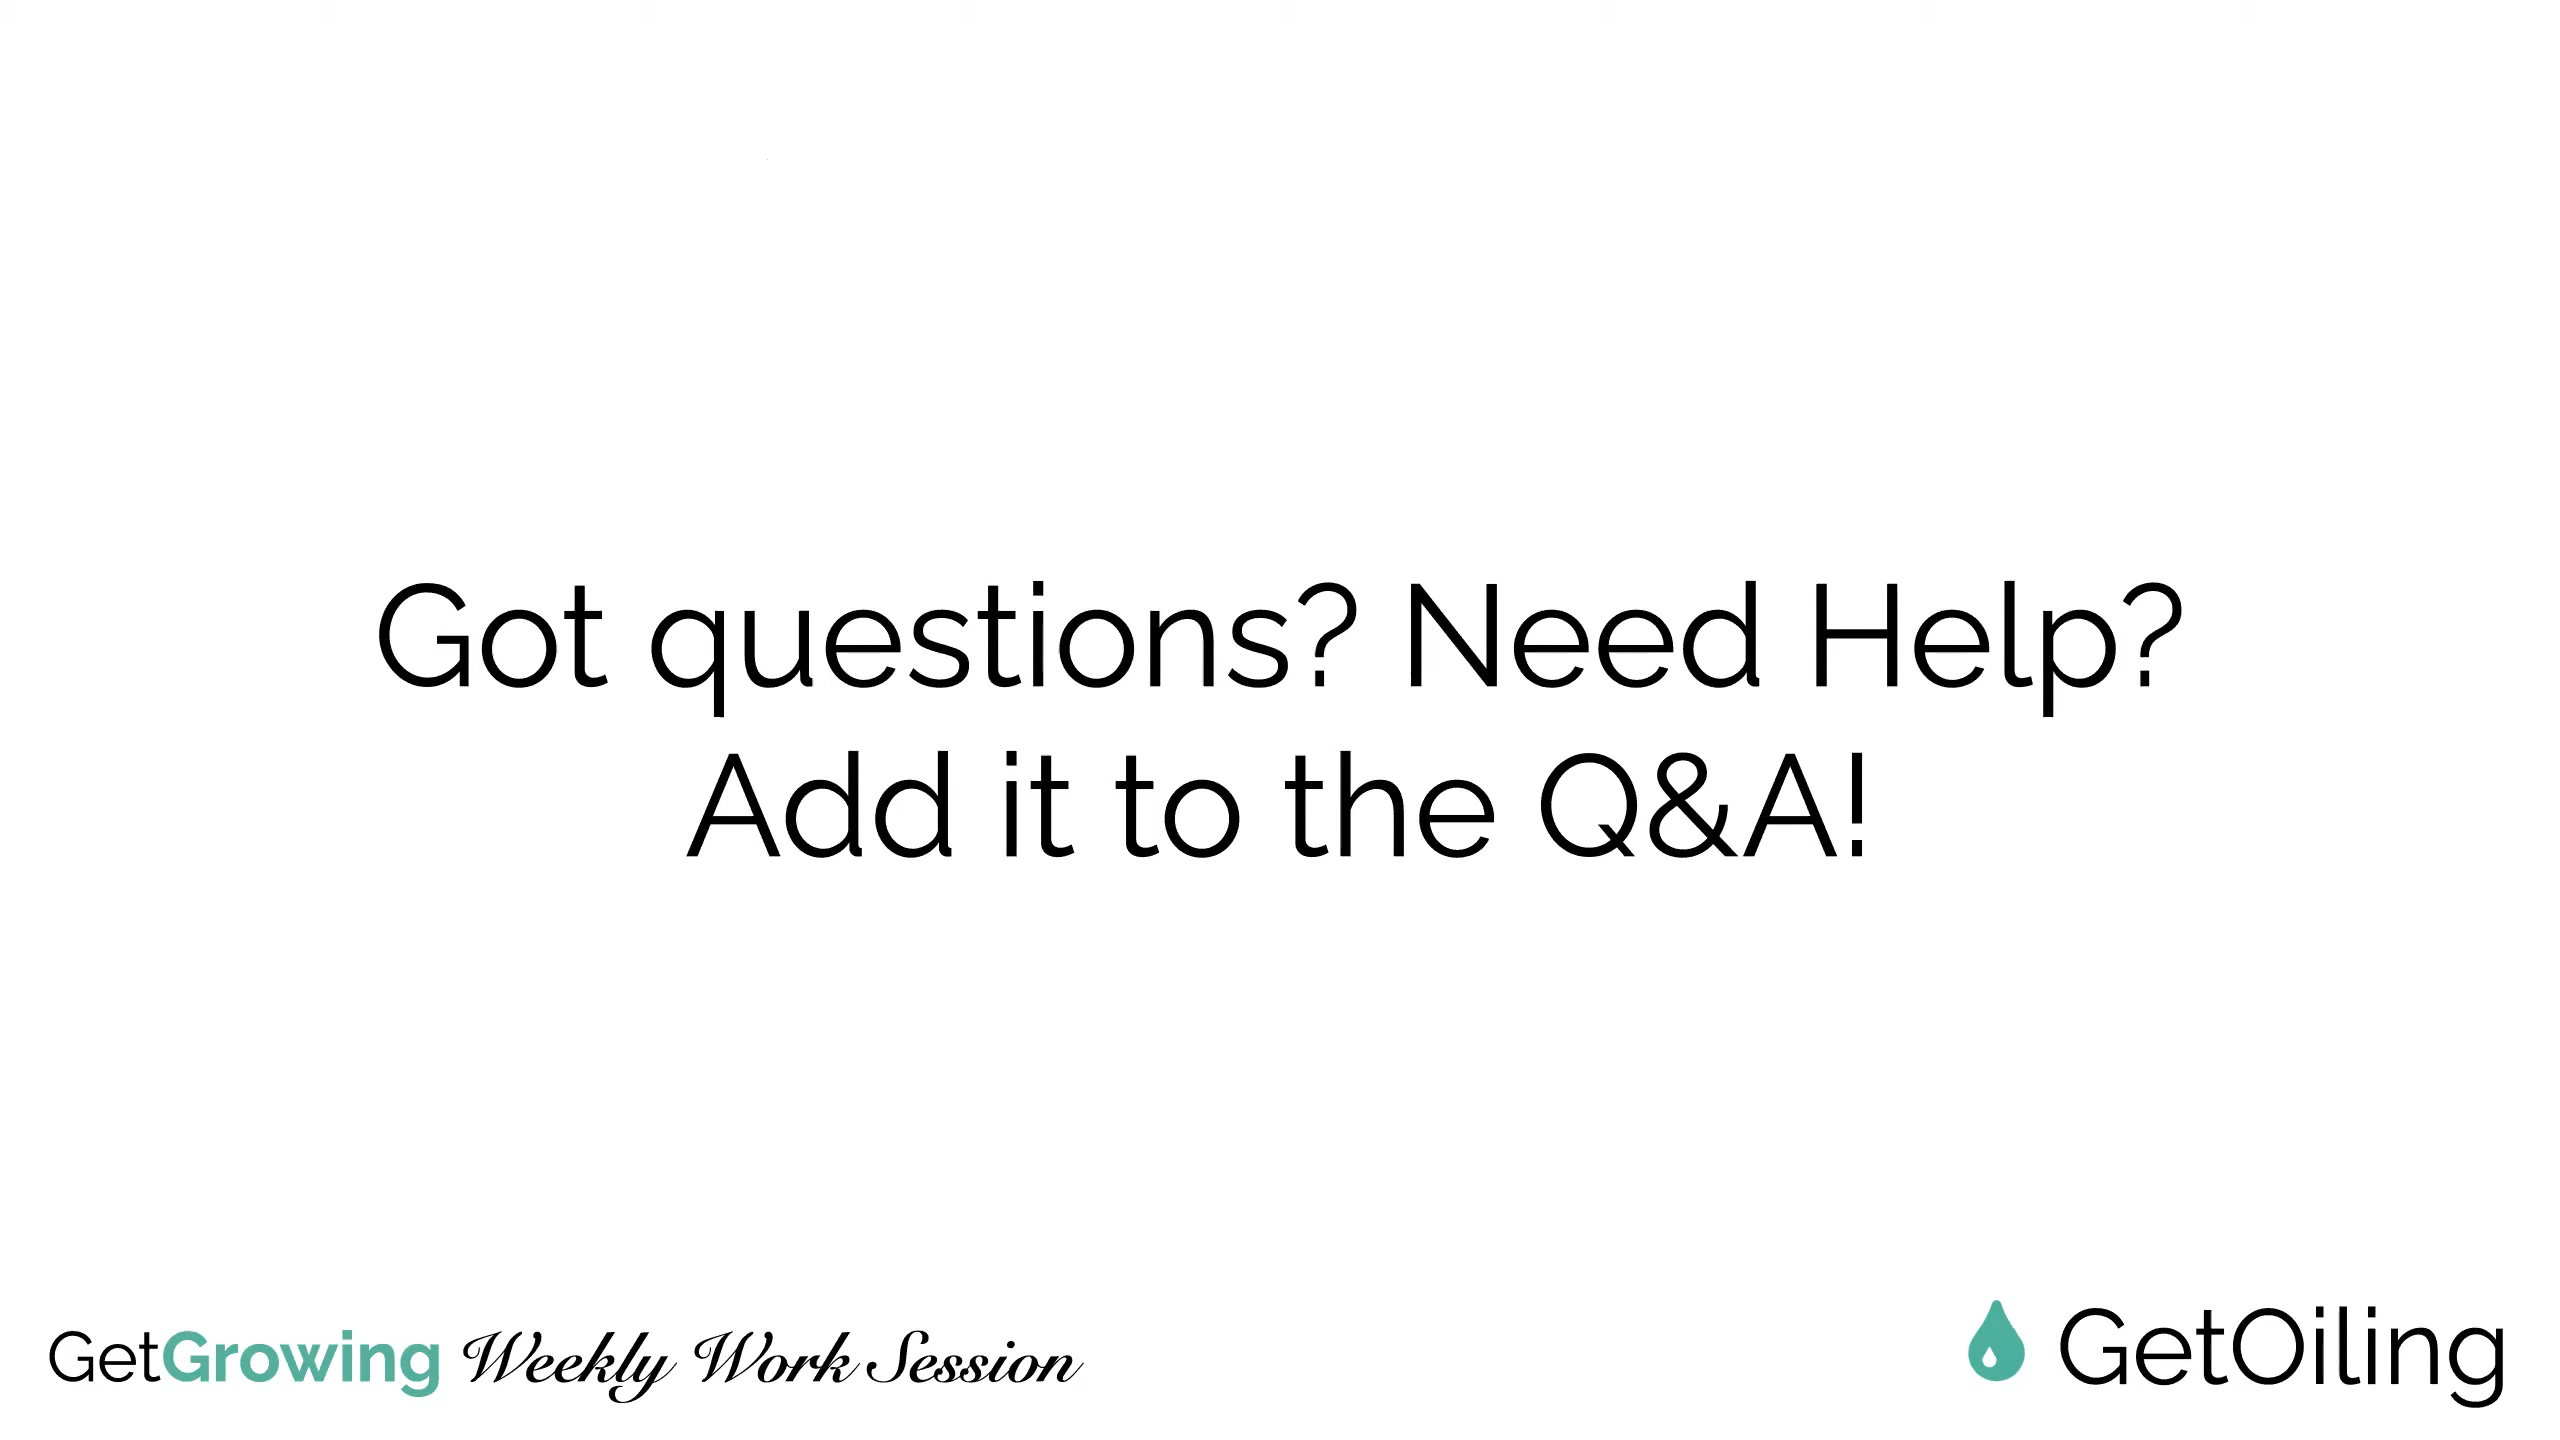 Got questions? Need Help?
Add it to the Q&A!
GetGrowing Weekly Work Session
GetOiling